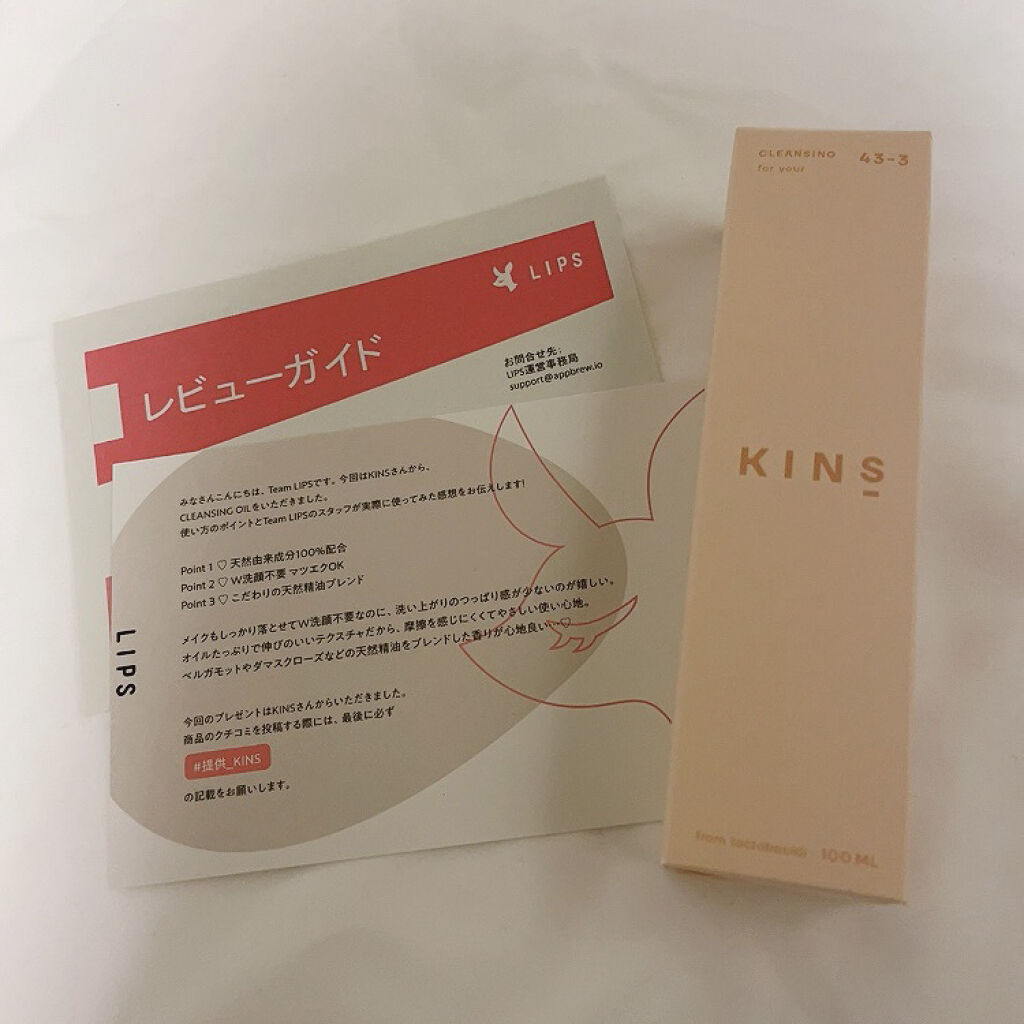 LIPS
レビューガイド
お問合せ先：
LIPS運営事務局
support@appbrew.io
みなさんこんにちは、Team LIPSです。今回はKINSさんから、
CLEANSING OILをいただきました。
使い方のポイントとTeam LIPSのスタッフが実際に使ってみた感想をお伝えします!
Point 1 ♡ 天然由来成分100%配合
Point 2 ♡ W洗顔不要 マツエクOK
Point 3 ♡ こだわりの天然精油ブレンド
メイクもしっかり落とせてW洗顔不要なのに、洗い上がりのつっぱり感が少ないのが嬉しい。
オイルたっぷりで伸びのいいテクスチャだから、摩擦を感じにくくてやさしい使い心地。
ベルガモットやダマスクローズなどの天然精油をブレンドした香りが心地良い…♡
今回のプレゼントはKINSさんからいただきました。
商品のクチコミを投稿する際には、最後に必ず
#提供_KINS
の記載をお願いします。
LIPS
CLEANSING 43-3
for your
KINS
from 100 ML